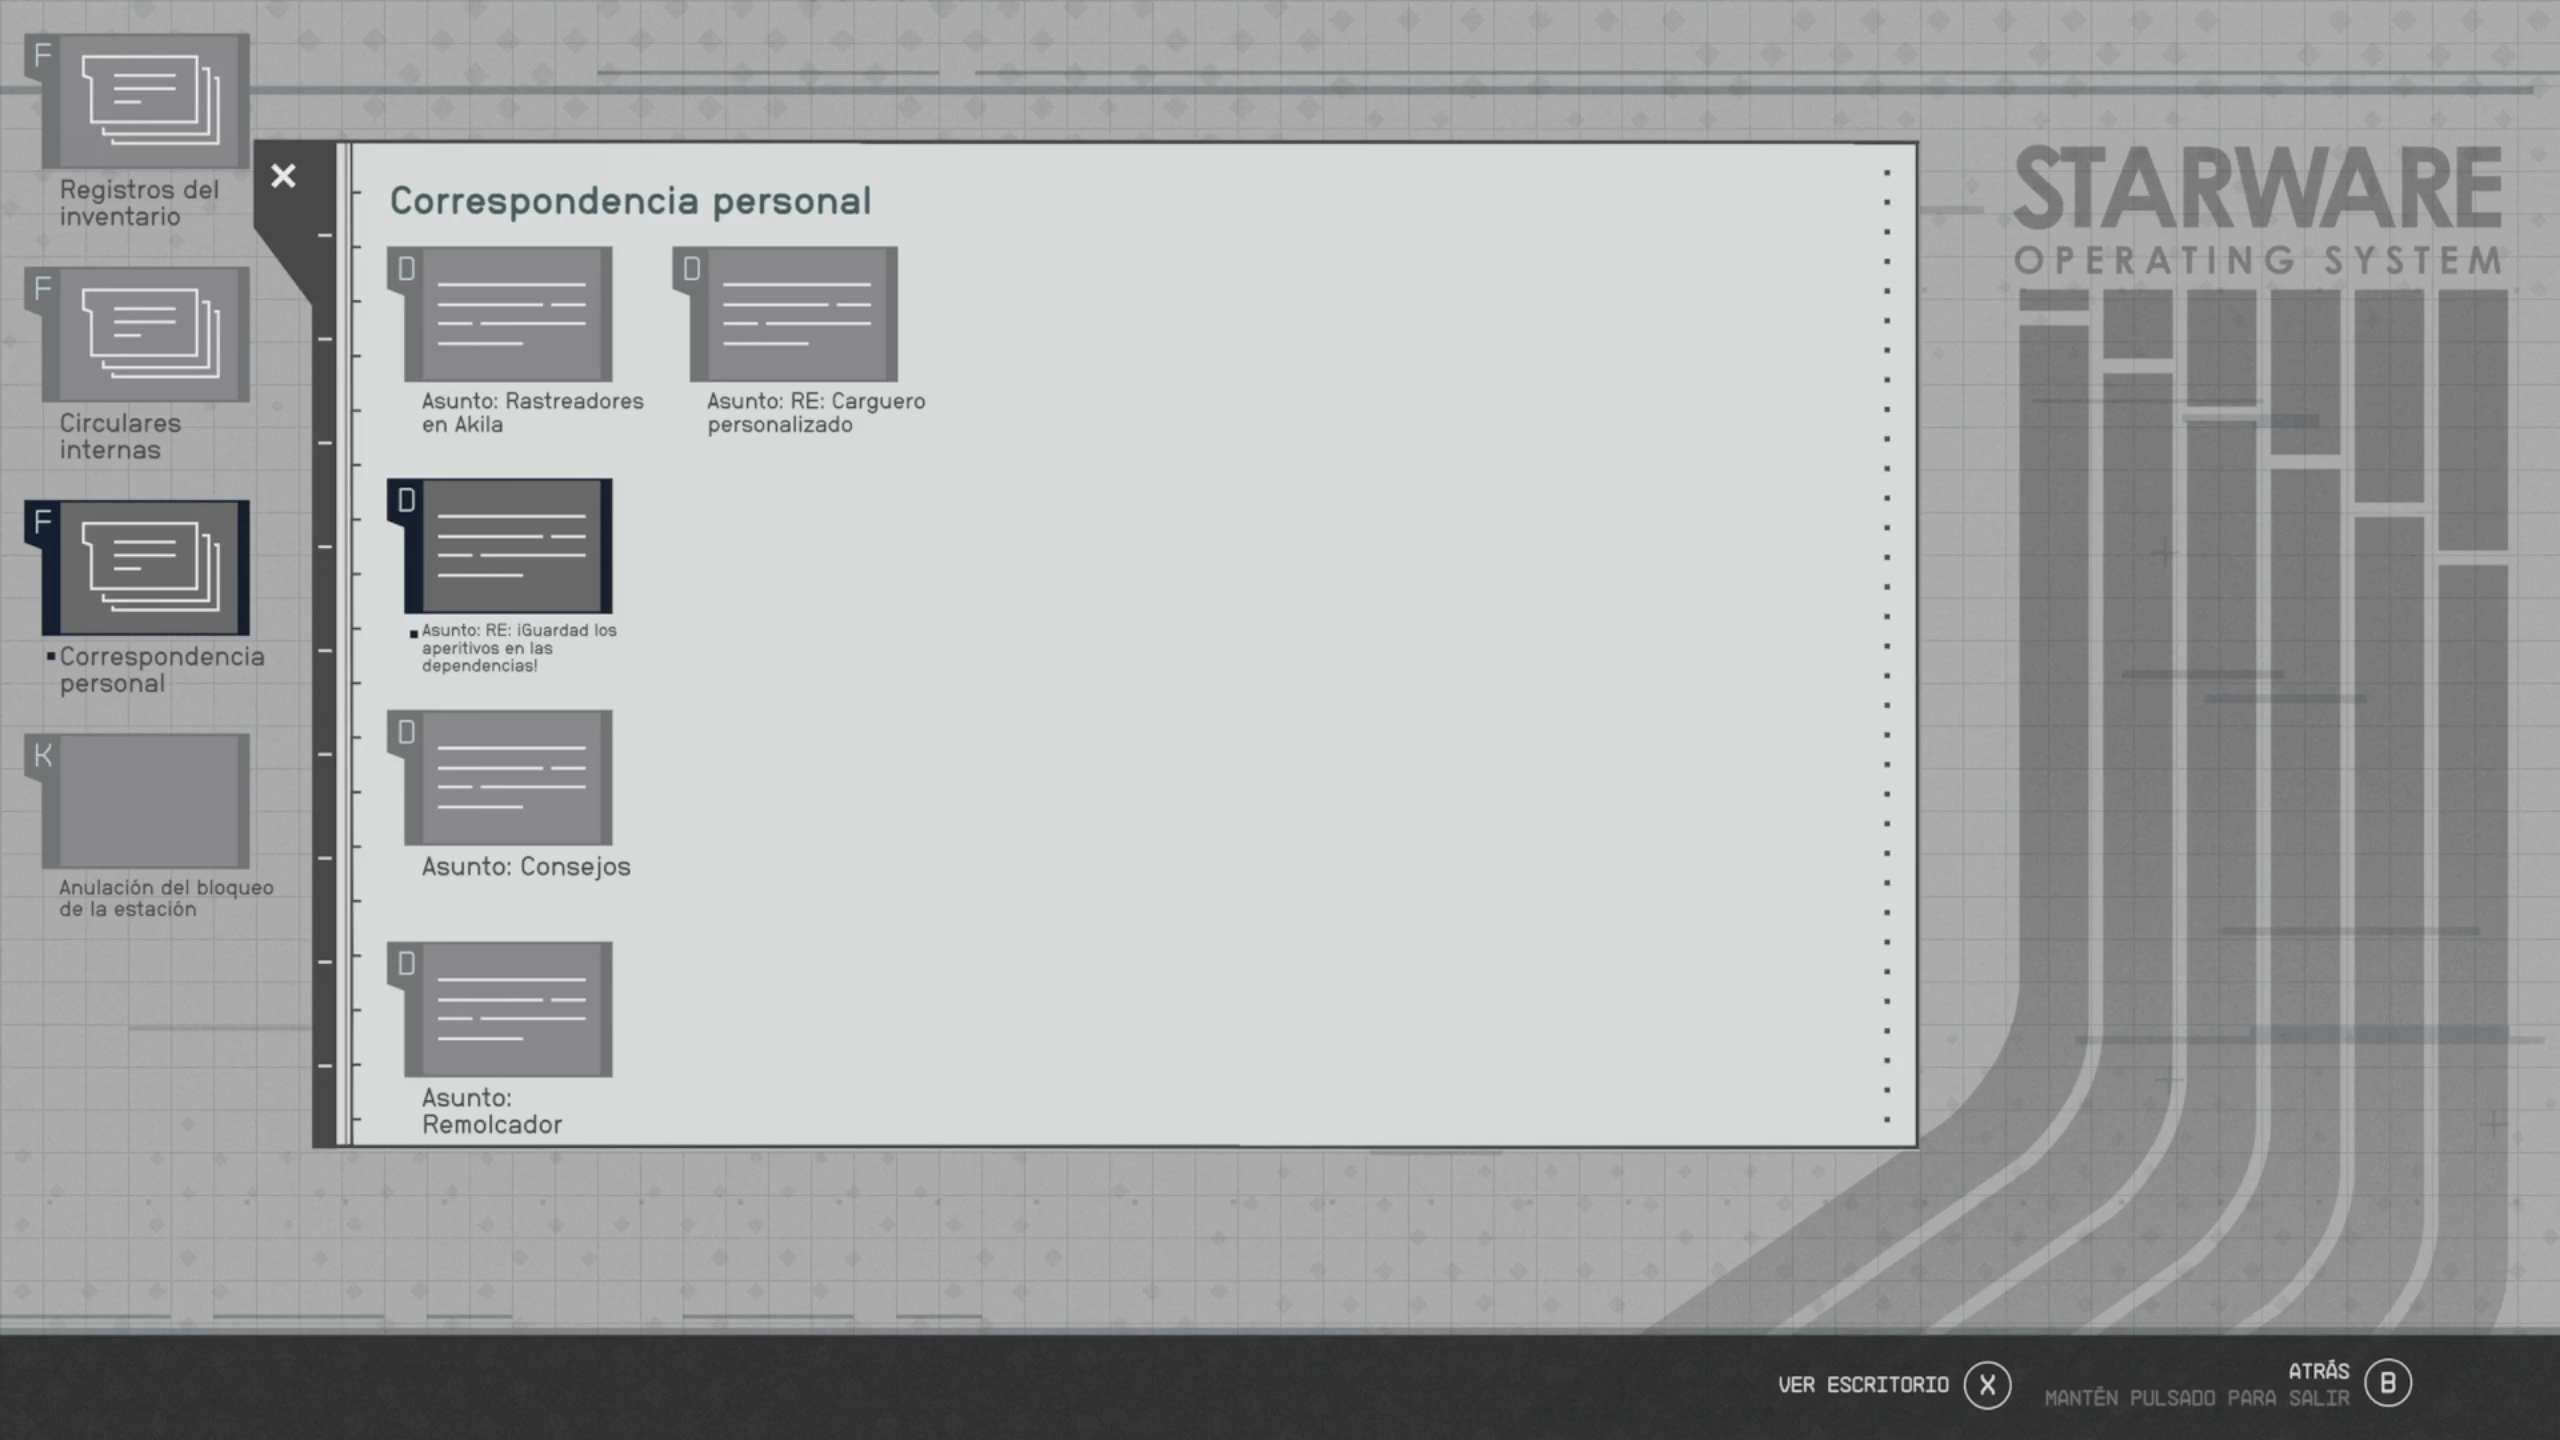 F
Registros del
inventario
F
Circulares
internas
F
Correspondencia
personal
K
Anulación del bloqueo
de la estación
Correspondencia personal
D
Asunto: Rastreadores
en Akila
D
Asunto: RE: Carguero
personalizado
D
Asunto: RE: ¡Guardad los
aperitivos en las
dependencias!
D
Asunto: Consejos
D
Asunto:
Remolcador
STARWARE
OPERATING SYSTEM
VER ESCRITORIO X
ATRÁS B
MANTÉN PULSADO PARA SALIR